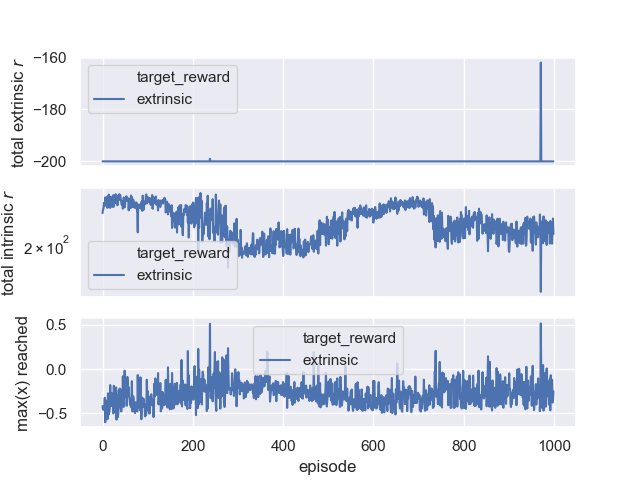 total extrinsic r
−160
−180
−200
target_reward
extrinsic
total intrinsic r
2 × 10²
target_reward
extrinsic
max(x) reached
0.5
0.0
−0.5
target_reward
extrinsic
0 200 400 600 800 1000
episode